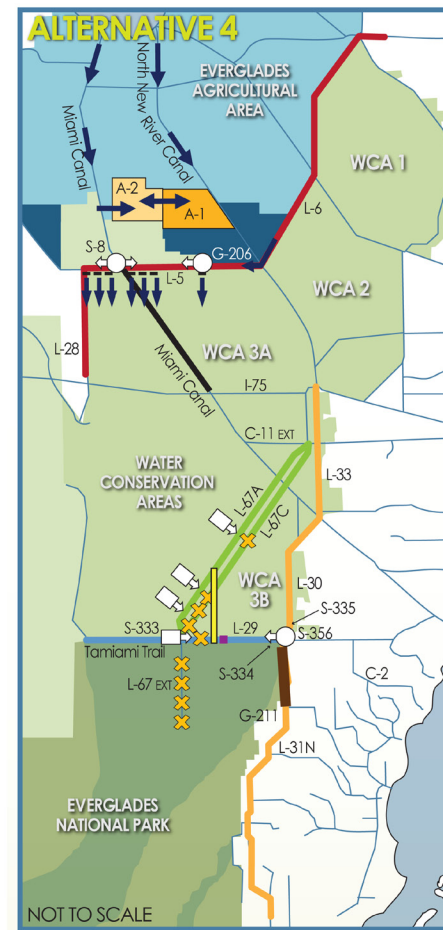 ALTERNATIVE 4
North New River Canal
EVERGLADES
AGRICULTURAL
AREA
Miami Canal
WCA 1
A-2
A-1
L-6
S-8
G-206
L-5
WCA 2
L-28
WCA 3A
Miami Canal
I-75
C-11 EXT
WATER
CONSERVATION
AREAS
L-67A
L-67C
L-33
WCA
3B
L-30
S-335
S-333
L-29
S-356
Tamiami Trail
S-334
C-2
L-67 EXT
G-211
L-31N
EVERGLADES
NATIONAL PARK
NOT TO SCALE